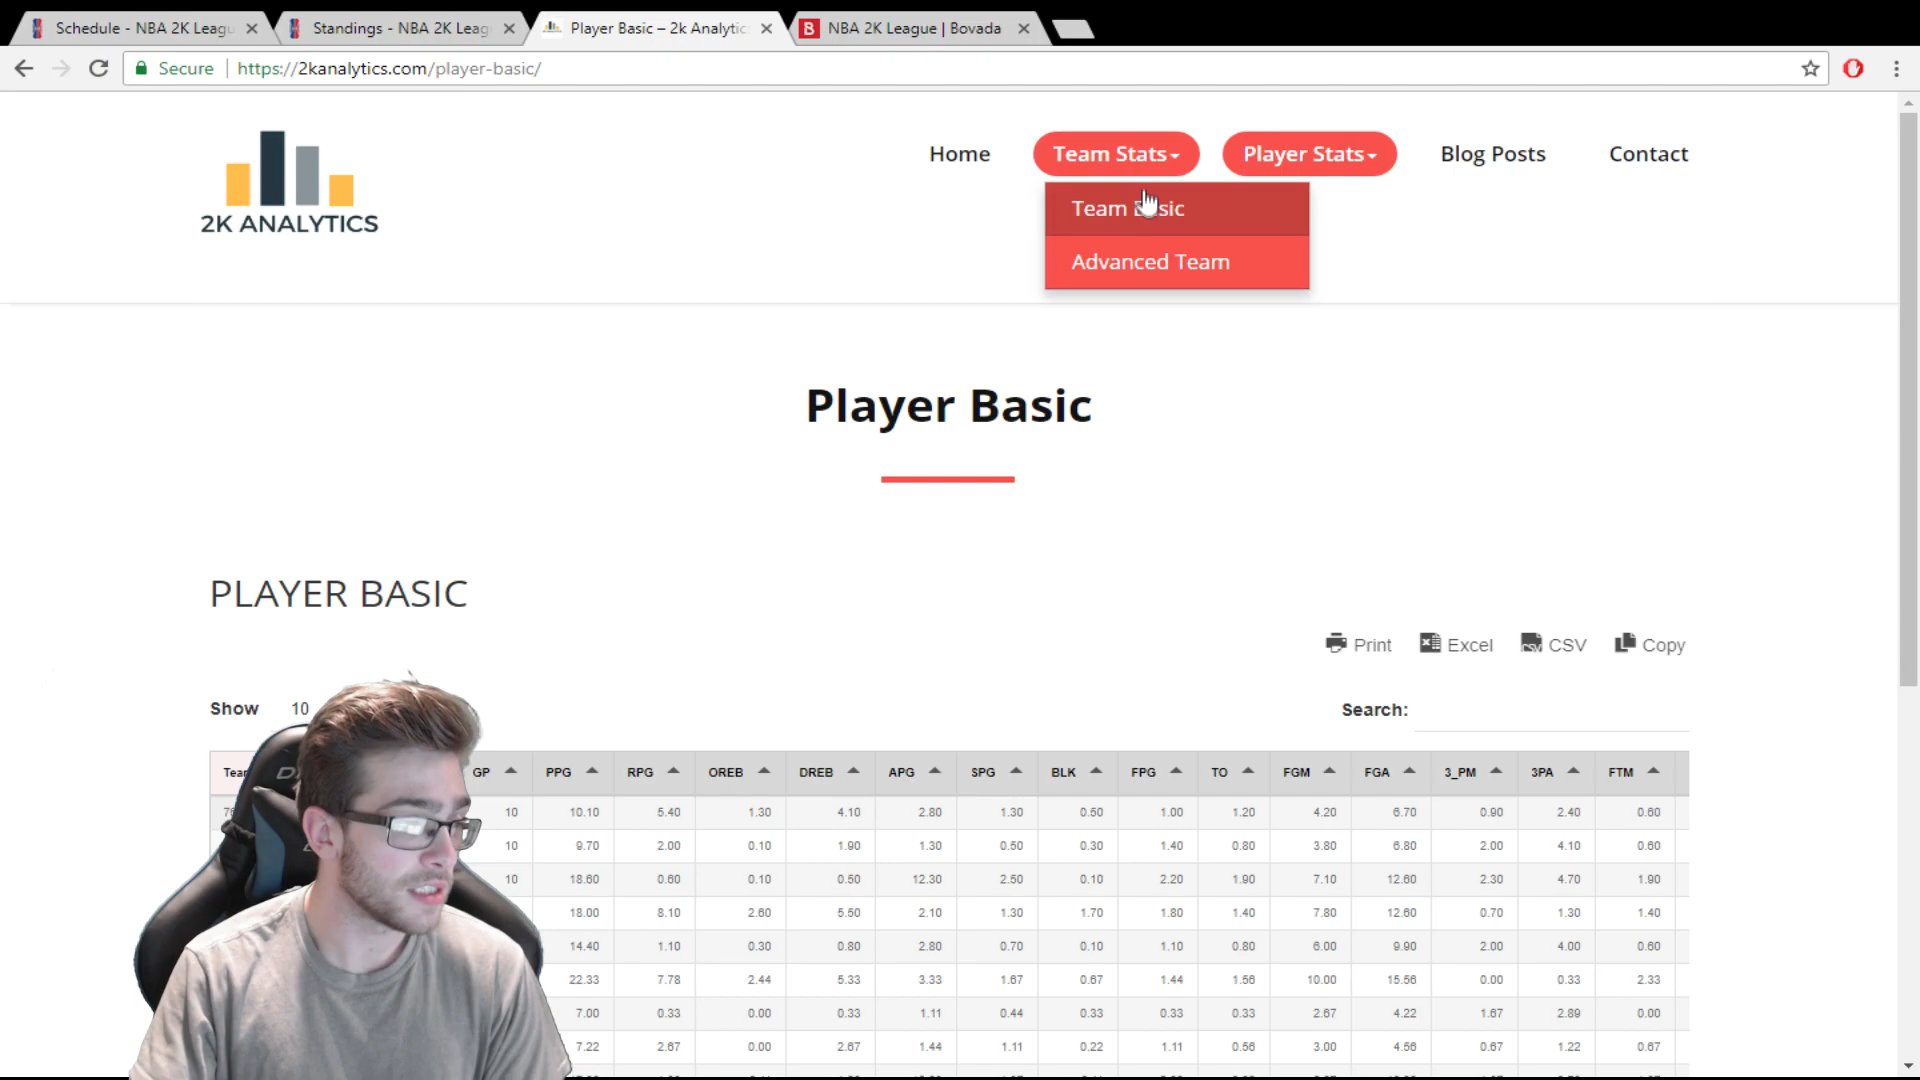 Schedule - NBA 2K Leagu
Standings - NBA 2K Leag
Player Basic – 2k Analytic
NBA 2K League | Bovada
Secure
https://2kanalytics.com/player-basic/
2K ANALYTICS
Home
Team Stats
Player Stats
Blog Posts
Contact
Team
Advanced Team
Player Basic
PLAYER BASIC
Print
Excel
CSV
Copy
Show 10
Search:
GP PPG RPG OREB DREB APG SPG BLK FPG TO FGM FGA 3_PM 3PA FTM
10 10.10 5.40 1.30 4.10 2.80 1.30 0.50 1.00 1.20 4.20 6.70 0.90 2.40 0.60
10 9.70 2.00 0.10 1.90 1.30 0.50 0.30 1.40 0.80 3.80 6.80 2.00 4.10 0.60
10 18.60 0.60 0.10 0.50 12.30 2.50 0.10 2.20 1.90 7.10 12.60 2.30 4.70 1.90
18.00 8.10 2.60 5.50 2.10 1.30 1.70 1.80 1.40 7.80 12.60 0.70 1.30 1.40
14.40 1.10 0.30 0.80 2.80 0.70 0.10 1.10 0.80 6.00 9.90 2.00 4.00 0.60
22.33 7.78 2.44 5.33 3.33 1.67 0.67 1.44 1.56 10.00 15.56 0.00 0.33 2.33
7.00 0.33 0.00 0.33 1.11 0.44 0.33 0.33 0.33 2.67 4.22 1.67 2.89 0.00
7.22 2.67 0.00 2.67 1.44 1.11 0.22 1.11 0.56 3.00 4.56 0.67 1.22 0.67